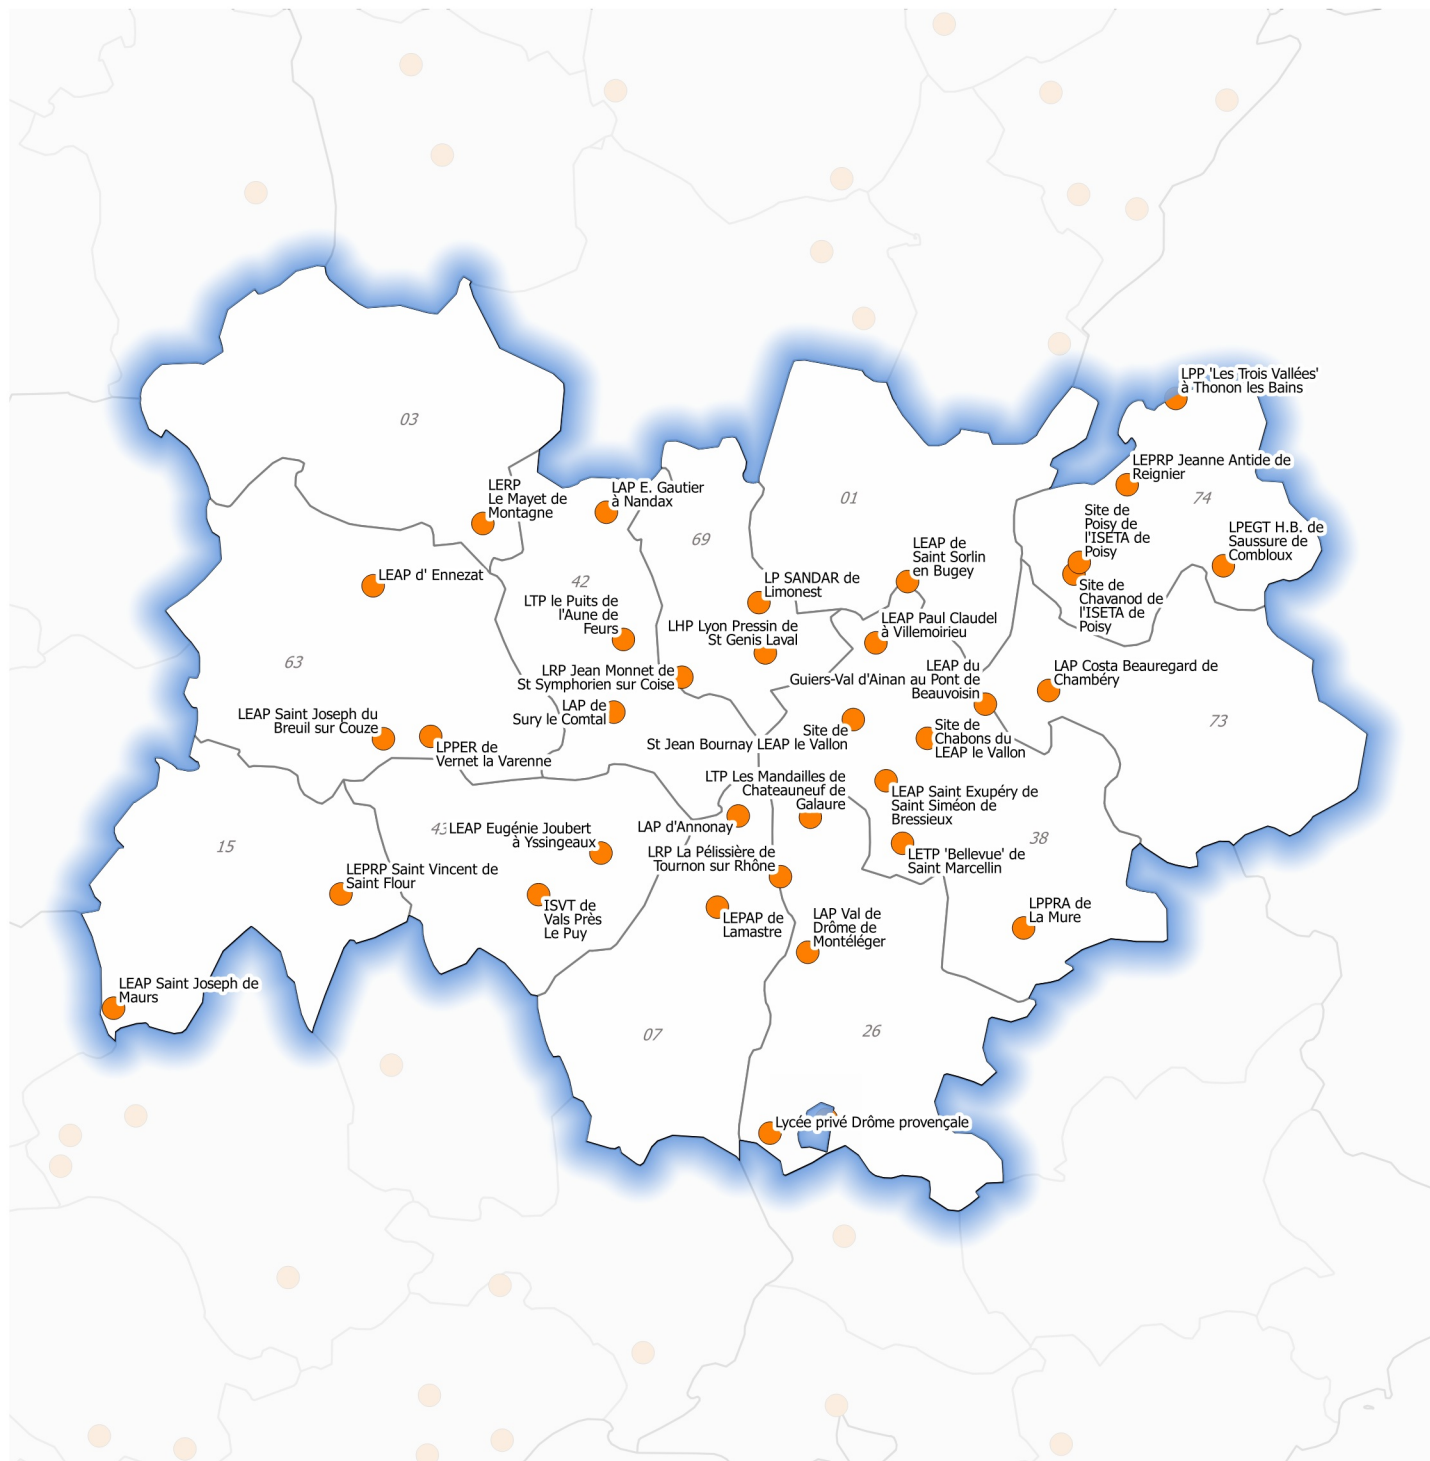 LPP 'Les Trois Vallées'
à Thonon les Bains
03
LEPRP Jeanne Antide de
Reignier
74
LERP
Le Mayet de
Montagne
LAP E. Gautier
à Nandax
01
69
Site de
Poisy de
l'ISETA de
Poisy
LPEGT H.B. de
Saussure de
Combloux
LEAP de
Saint Sorlin
en Bugey
LEAP d' Ennezat
42
LP SANDAR de
Limonest
Site de
Chavanod de
l'ISETA de
Poisy
LTP le Puits de
l'Aune de
Feurs
LHP Lyon Pressin de
St Genis Laval
LEAP Paul Claudel
à Villemoirieu
63
LRP Jean Monnet de
St Symphorien sur Coise
LEAP du
Guiers-Val d'Ainan au Pont de
Beauvoisin
LAP Costa Beauregard de
Chambéry
LAP de
Sury le Comtal
73
LEAP Saint Joseph du
Breuil sur Couze
LPPER de
Vernet la Varenne
Site de
St Jean Bournay LEAP le Vallon
Site de
Chabons du
LEAP le Vallon
LTP Les Mandailles de
Chateauneuf de
Galaure
LEAP Saint Exupéry de
Saint Siméon de
Bressieux
15
43
LEAP Eugénie Joubert
à Yssingeaux
LAP d'Annonay
38
LRP La Pélissière de
Tournon sur Rhône
LETP 'Bellevue' de
Saint Marcellin
LEPRP Saint Vincent de
Saint Flour
ISVT de
Vals Près
Le Puy
LEPAP de
Lamastre
LAP Val de
Drôme de
Montéléger
LPPRA de
La Mure
LEAP Saint Joseph de
Maurs
07
26
Lycée privé Drôme provençale